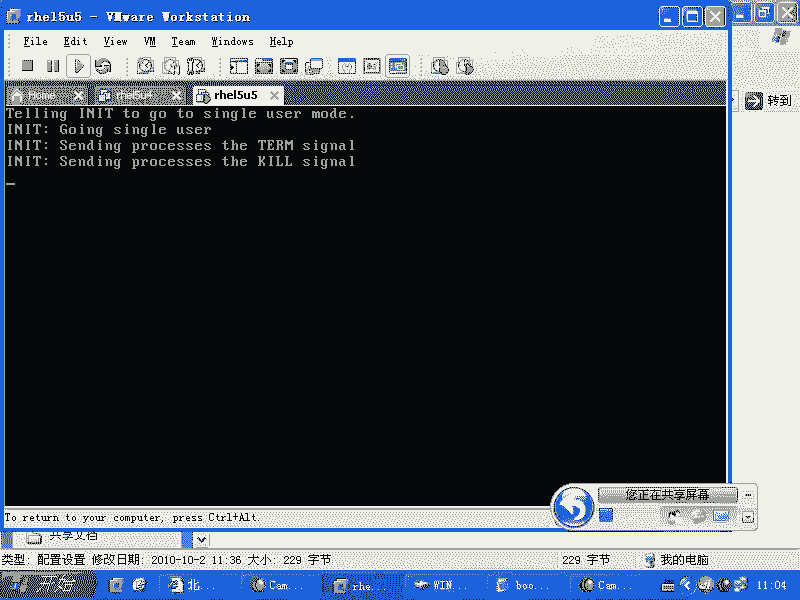 rhel5u5 - VMware Workstation
File Edit View VM Team Windows Help
Home rhel5u4 rhel5u5
转到
Telling INIT to go to single user mode.
INIT: Going single user
INIT: Sending processes the TERM signal
INIT: Sending processes the KILL signal
您正在共享屏幕
To return to your computer, press Ctrl+Alt.
共享文档
类型: 配置设置 修改日期: 2010-10-2 11:36 大小: 229 字节 229 字节 我的电脑
开始 北... Cam... rhe... WIN... boo... Cam... 11:04